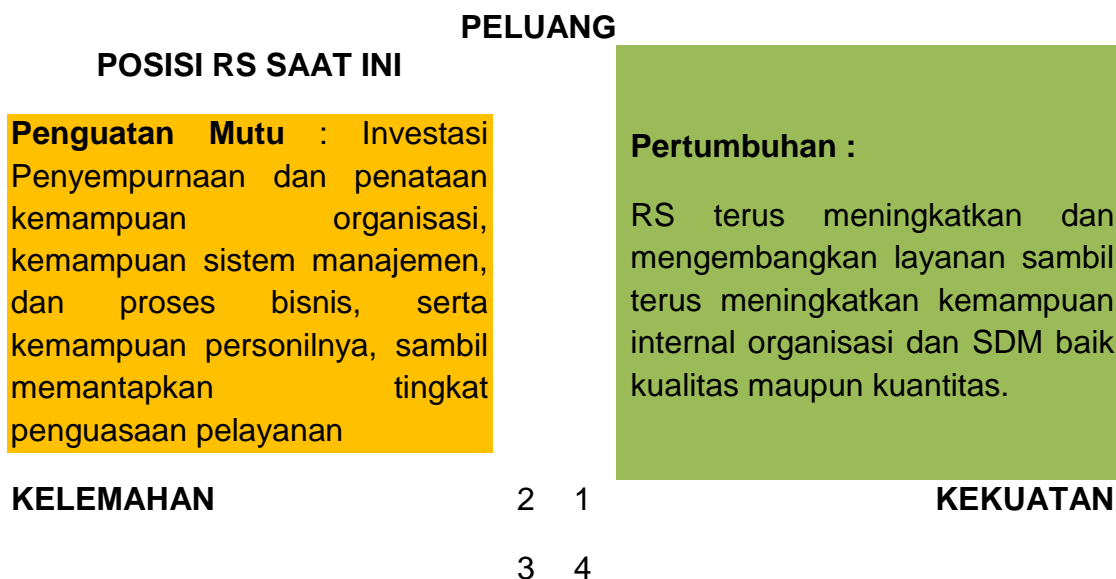 PELUANG
POSISI RS SAAT INI
Penguatan Mutu : Investasi
Penyempurnaan dan penataan
kemampuan organisasi,
kemampuan sistem manajemen,
dan proses bisnis, serta
kemampuan personilnya, sambil
memantapkan tingkat
penguasaan pelayanan
Pertumbuhan :
RS terus meningkatkan dan
mengembangkan layanan sambil
terus meningkatkan kemampuan
internal organisasi dan SDM baik
kualitas maupun kuantitas.
KELEMAHAN 2 1 KEKUATAN
3 4